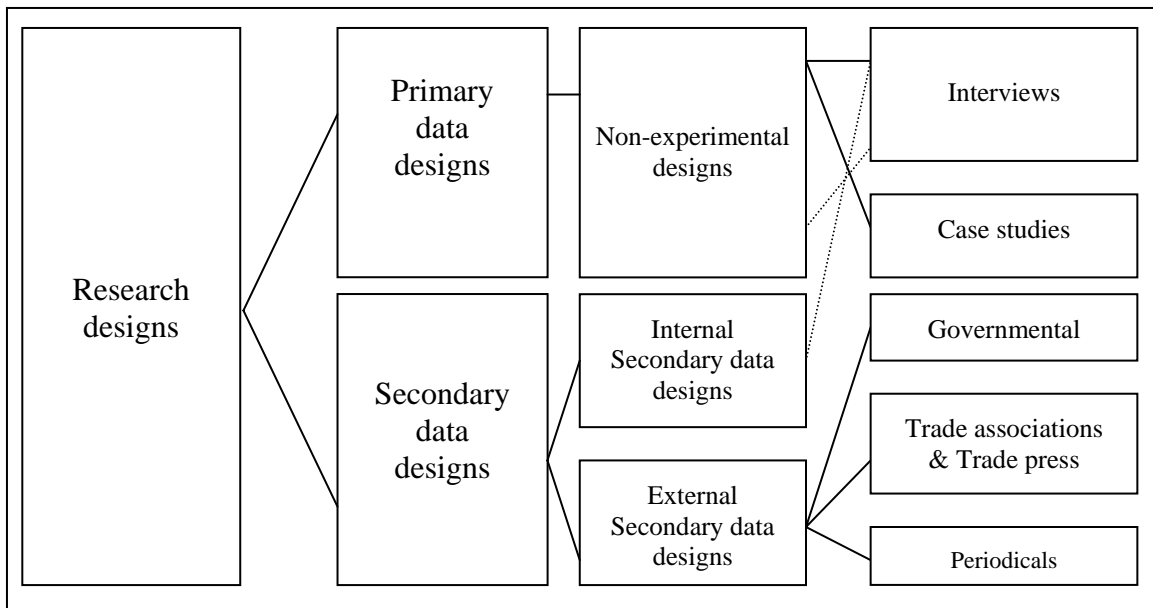 Research
designs
Primary
data
designs
Secondary
data
designs
Non-experimental
designs
Internal
Secondary data
designs
External
Secondary data
designs
Interviews
Case studies
Governmental
Trade associations
& Trade press
Periodicals